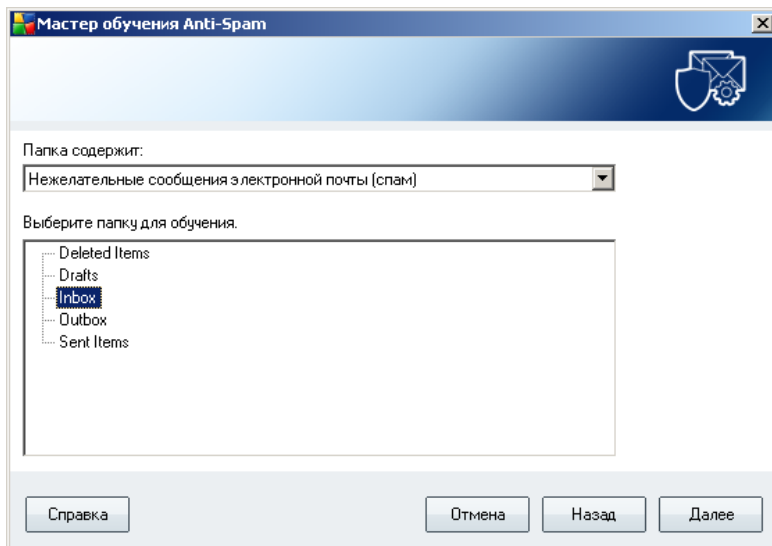 Мастер обучения Anti-Spam
Папка содержит:
Нежелательные сообщения электронной почты (спам)
Выберите папку для обучения.
Deleted Items
Drafts
Inbox
Outbox
Sent Items
Справка
Отмена
Назад
Далее